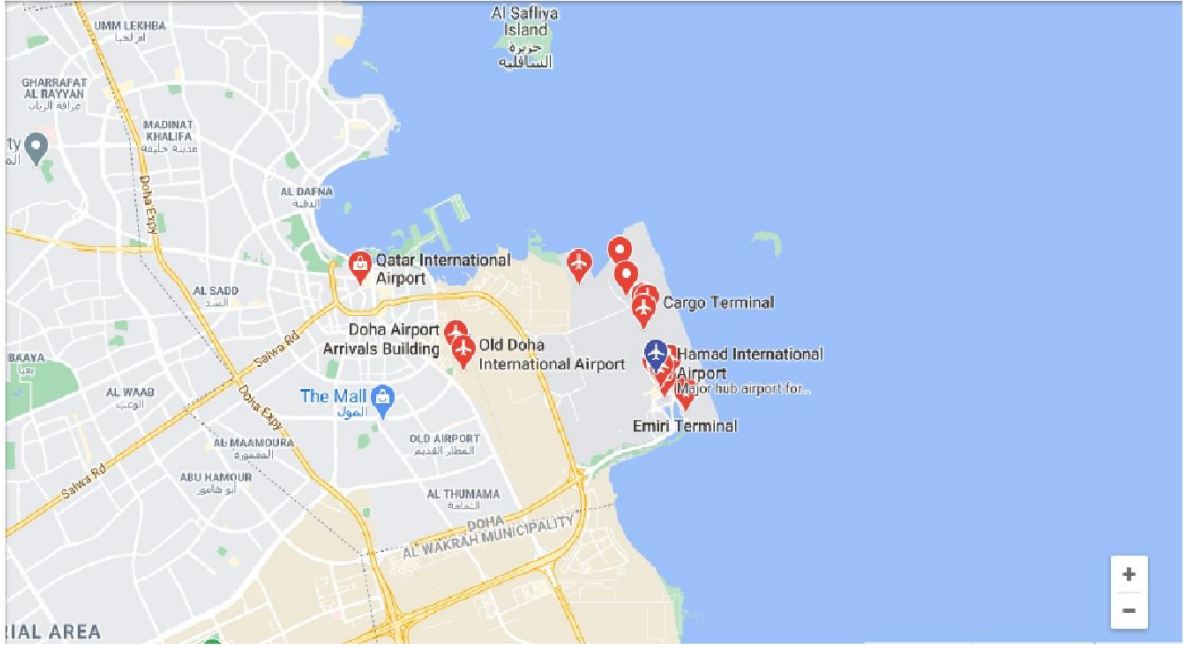 Al Safliya
Island
جزيرة
السافلية
UMM LEKHBA
ام لخبا
GHARRAFAT
AL RAYYAN
غرافة الريان
MADINAT
KHALIFA
مدينة خليفة
ty
Doha Expy
AL DAFNA
الدفنة
Qatar International
Airport
AL SADD
السد
Cargo Terminal
Doha Airport
Arrivals Building
Old Doha
International Airport
Hamad International
Airport
Major hub airport for...
Emiri Terminal
Salwa Rd
BAAYA
AL WAAB
الوعب
The Mall
المول
Doha Expy
OLD AIRPORT
المطار القديم
AL MAAMOURA
المعمورة
ABU HAMOUR
أبو هامور
Salwa Rd
AL THUMAMA
الثمامة
DOHA
AL WAKRAH MUNICIPALITY
RIAL AREA
+
−